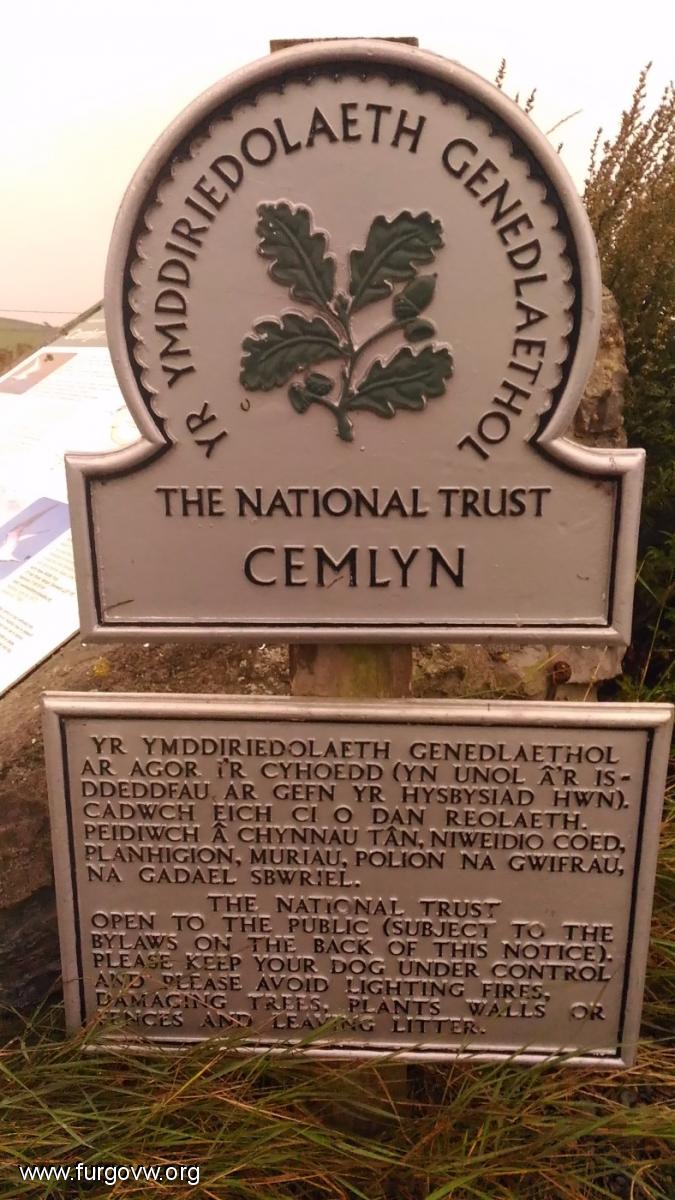 YR YMDDIRIEDOLAETH GENEDLAETHOL
THE NATIONAL TRUST
CEMLYN
YR YMDDIRIEDOLAETH GENEDLAETHOL
AR AGOR I'R CYHOEDD (YN UNOL Â'R IS-
DDEDDFAU AR GEFN YR HYSBYSIAD HWN).
CADWCH EICH CI O DAN REOLAETH.
PEIDIWCH Â CHYNNAU TÂN, NIWEIDIO COED,
PLANHIGION, MURIAU, POLION NA GWIFRAU,
NA GADAEL SBWRIEL.
THE NATIONAL TRUST
OPEN TO THE PUBLIC (SUBJECT TO THE
BYLAWS ON THE BACK OF THIS NOTICE).
PLEASE KEEP YOUR DOG UNDER CONTROL
AND PLEASE AVOID LIGHTING FIRES,
DAMAGING TREES, PLANTS WALLS OR
FENCES AND LEAVING LITTER.
www.furgovw.org